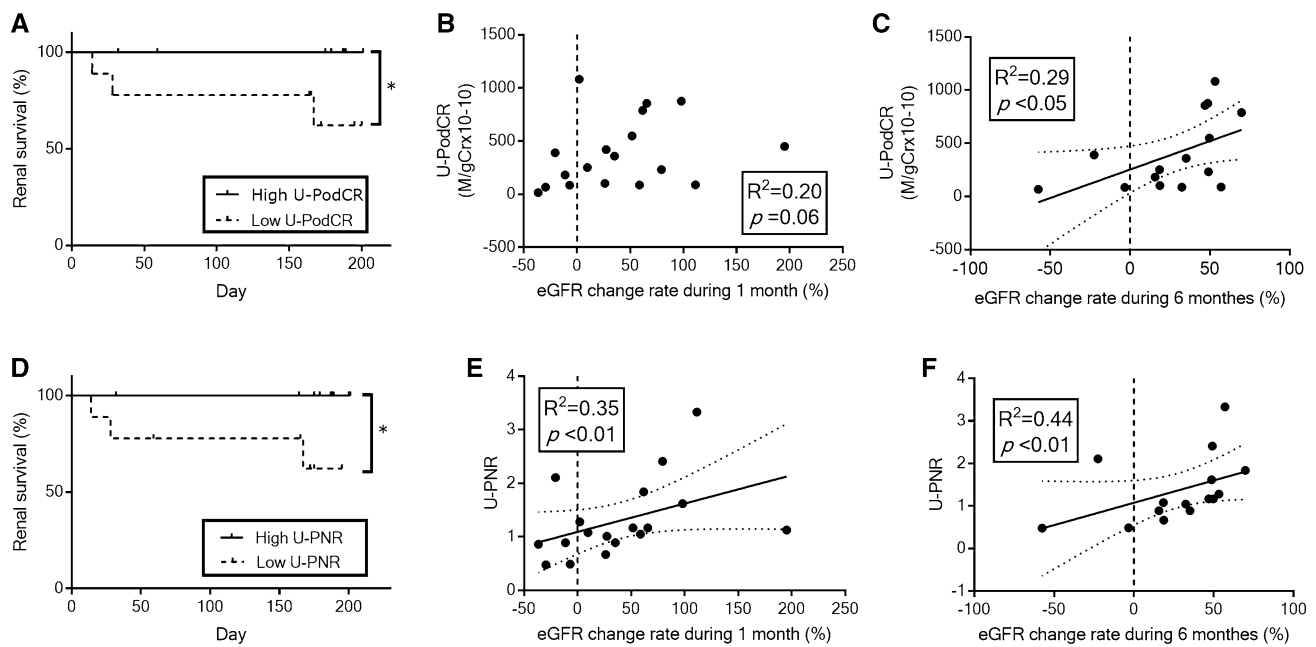 A
Renal survival (%)
100
50
0
0 50 100 150 200
Day
High U-PodCR
Low U-PodCR
*
B
U-PodCR
(M/gCrx10-10)
1500
1000
500
0
-500
-50 0 50 100 150 200 250
eGFR change rate during 1 month (%)
R2=0.20
p =0.06
C
U-PodCR
(M/gCrx10-10)
1500
1000
500
0
-500
-100 -50 0 50 100
eGFR change rate during 6 monthes (%)
R2=0.29
p <0.05
D
Renal survival (%)
100
50
0
0 50 100 150 200
Day
High U-PNR
Low U-PNR
*
E
U-PNR
4
3
2
1
0
-50 0 50 100 150 200 250
eGFR change rate during 1 month (%)
R2=0.35
p <0.01
F
U-PNR
4
3
2
1
0
-1
-100 -50 0 50 100
eGFR change rate during 6 monthes (%)
R2=0.44
p <0.01